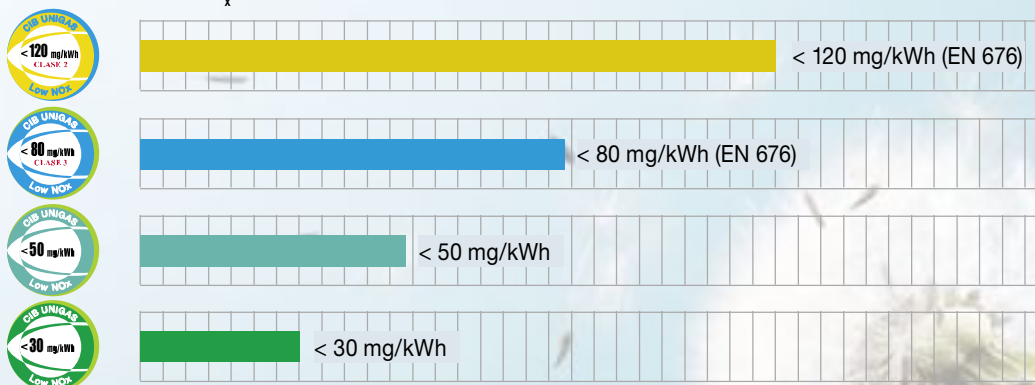 x
CIB UNIGAS
< 120 mg/kWh
CLASE 2
Low NOx
< 120 mg/kWh (EN 676)
CIB UNIGAS
< 80 mg/kWh
CLASE 3
Low NOx
< 80 mg/kWh (EN 676)
CIB UNIGAS
< 50 mg/kWh
Low NOx
< 50 mg/kWh
CIB UNIGAS
< 30 mg/kWh
Low NOx
< 30 mg/kWh